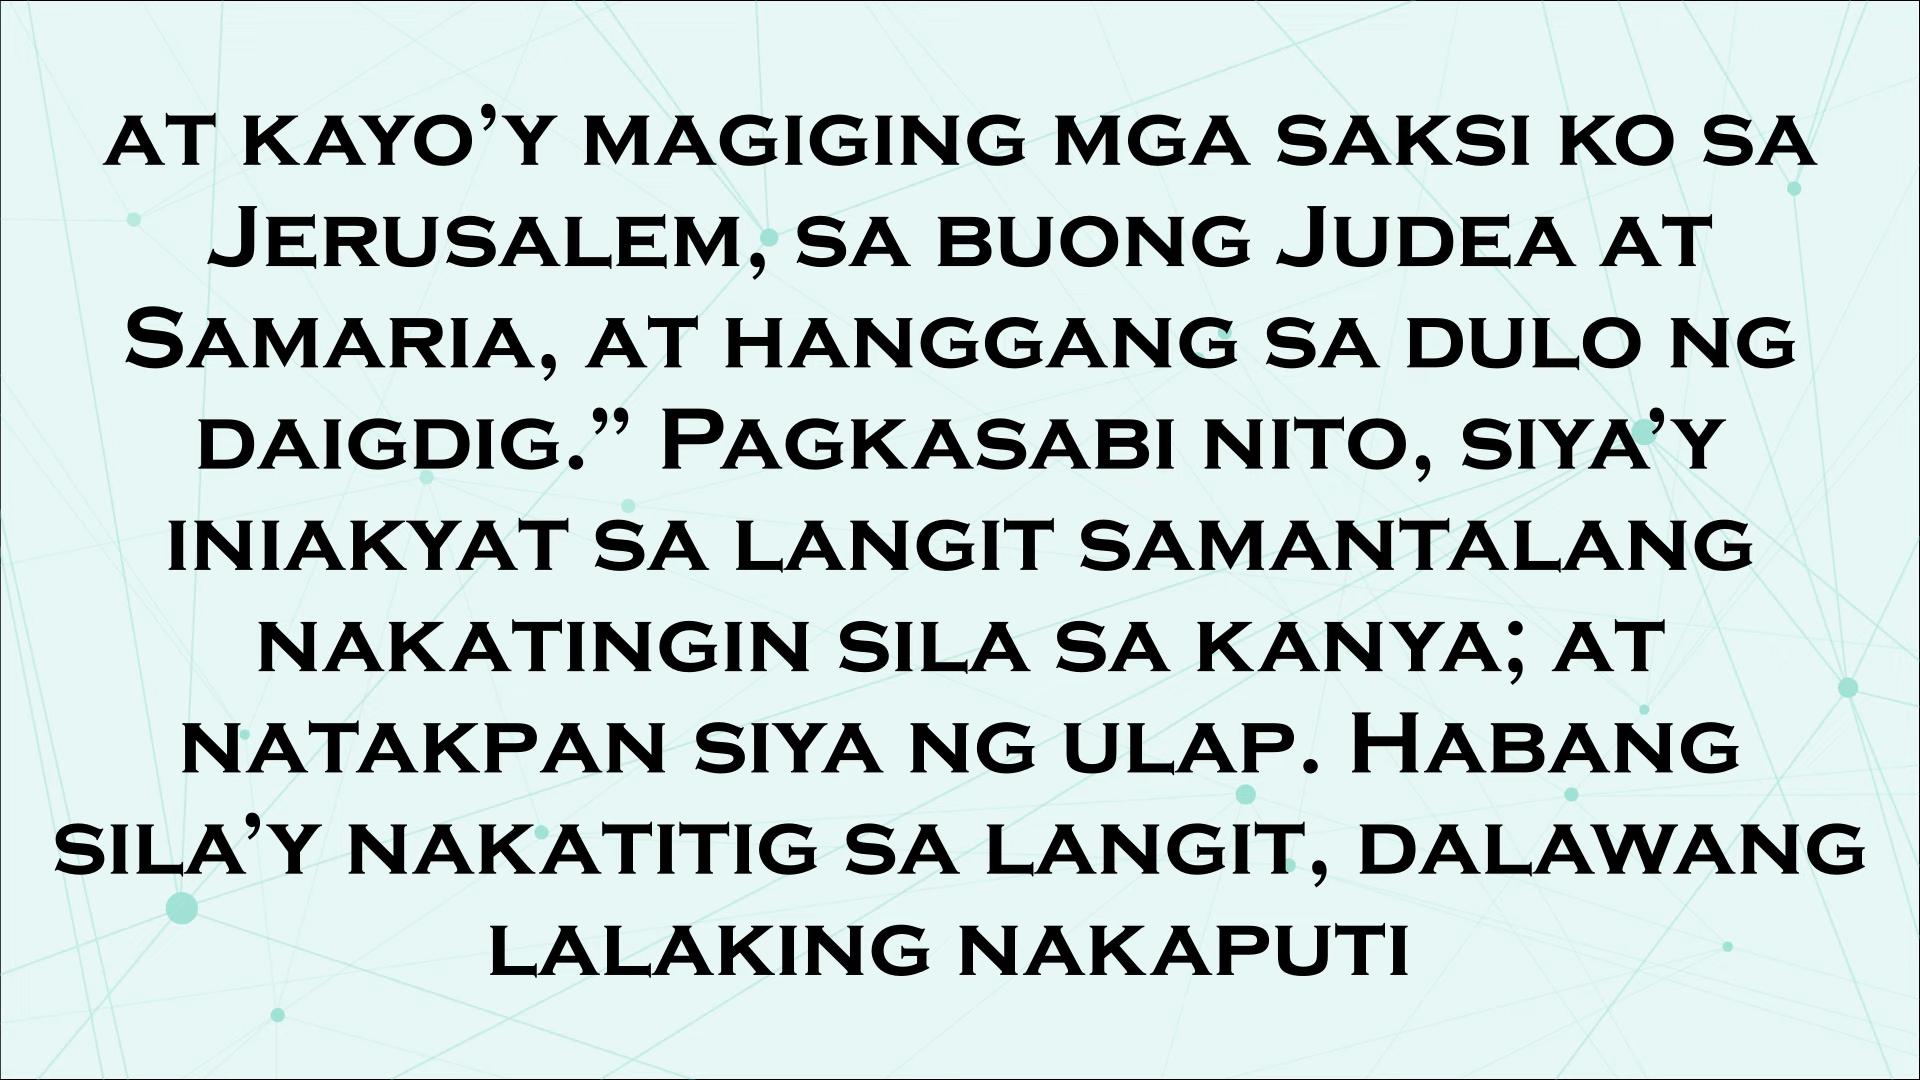 at kayo’y magiging mga saksi ko sa
Jerusalem, sa buong Judea at
Samaria, at hanggang sa dulo ng
daigdig.” Pagkasabi nito, siya’y
iniakyat sa langit samantalang
nakatingin sila sa kanya; at
natakpan siya ng ulap. Habang
sila’y nakatitig sa langit, dalawang
lalaking nakaputi